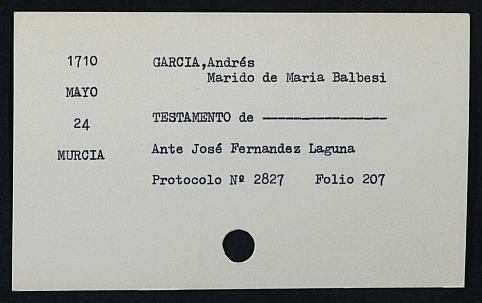 1710
GARCIA,Andrés
Marido de Maria Balbesi
MAYO
24
TESTAMENTO de ----------------
MURCIA
Ante José Fernandez Laguna
Protocolo Nº 2827 Folio 207